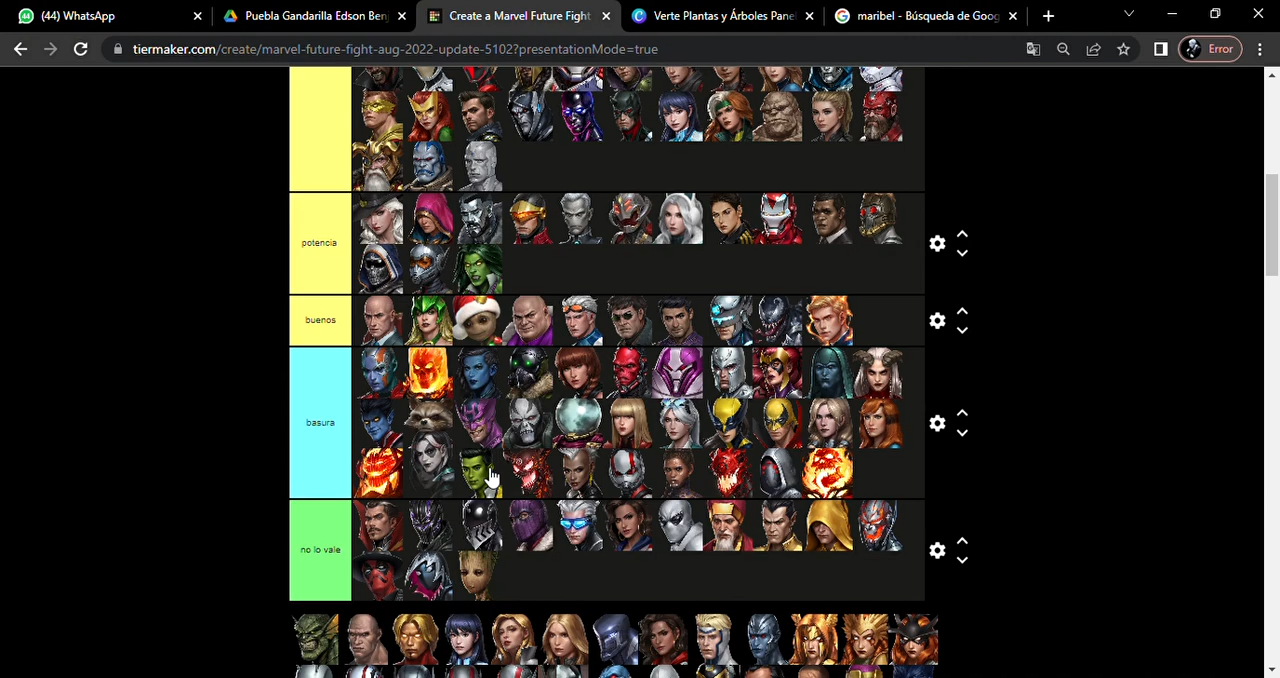 (44) WhatsApp
Puebla Gandarilla Edson Ben
Create a Marvel Future Fight
Verte Plantas y Árboles Pane
maribel - Búsqueda de Goog
tiermaker.com/create/marvel-future-fight-aug-2022-update-5102?presentationMode=true
Error
potencia
buenos
basura
no lo vale